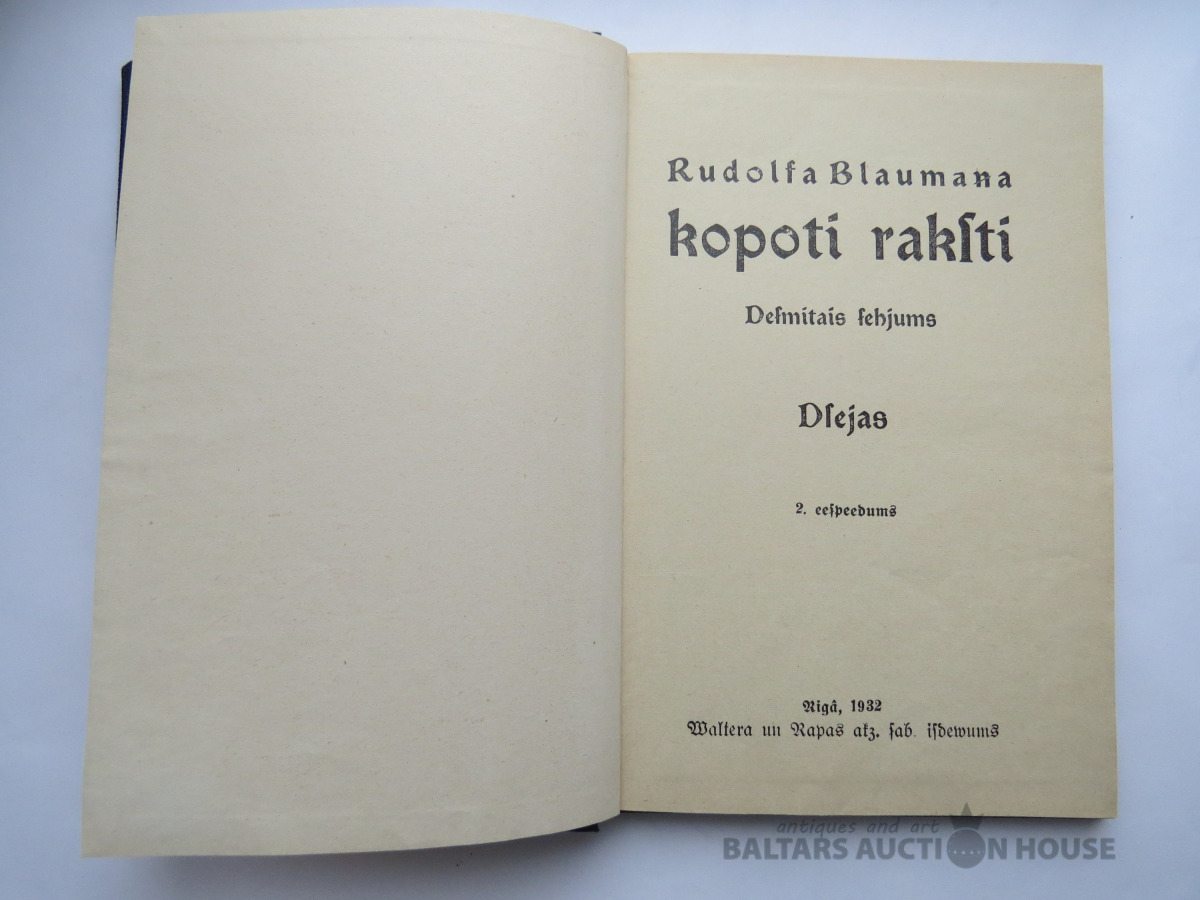 Rudolfa Blaumaņa
kopoti rakſti
Deſmitais ſehjums
Dſejas
2. eeſpeedums
Rigâ, 1932
Waltera un Rapas akz. ſab. iſdewums
antiques and art
BALTARS AUCTION HOUSE